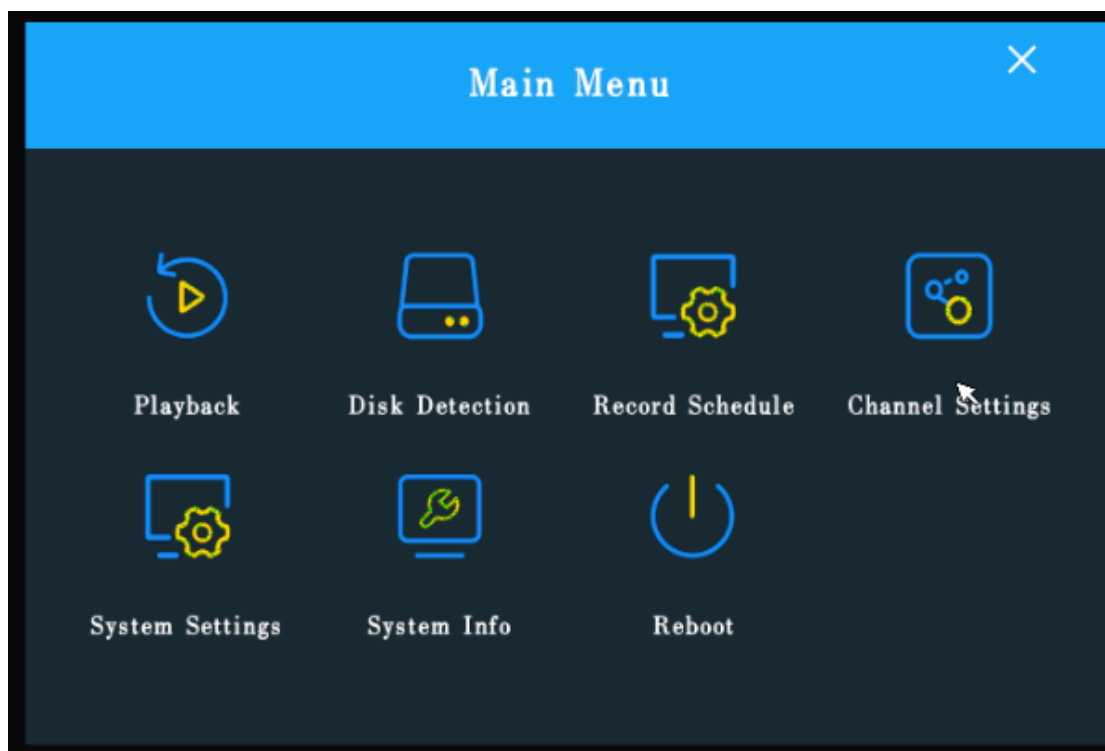 Main Menu
Playback
Disk Detection
Record Schedule
Channel Settings
System Settings
System Info
Reboot